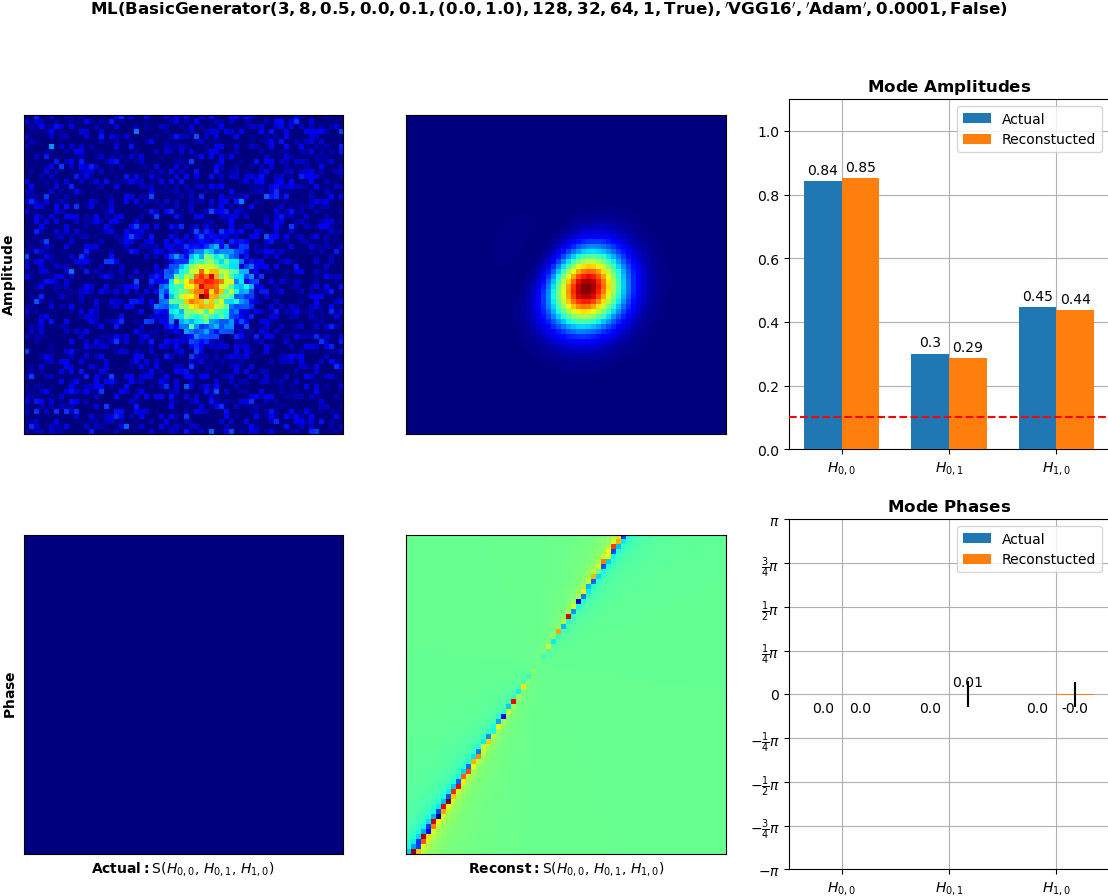 ML(BasicGenerator(3, 8, 0.5, 0.0, 0.1, (0.0, 1.0), 128, 32, 64, 1, True), ′VGG16′, ′Adam′, 0.0001, False)
Amplitude
Mode Amplitudes
Actual
Reconstucted
1.0
0.8
0.6
0.4
0.2
0.0
0.84
0.85
0.3
0.29
0.45
0.44
H0,0
H0,1
H1,0
Phase
Actual: S(H0,0, H0,1, H1,0)
Reconst: S(H0,0, H0,1, H1,0)
Mode Phases
Actual
Reconstucted
π
3/4π
1/2π
1/4π
0
−1/4π
−1/2π
−3/4π
−π
0.0
0.0
0.0
0.01
0.0
-0.0
H0,0
H0,1
H1,0